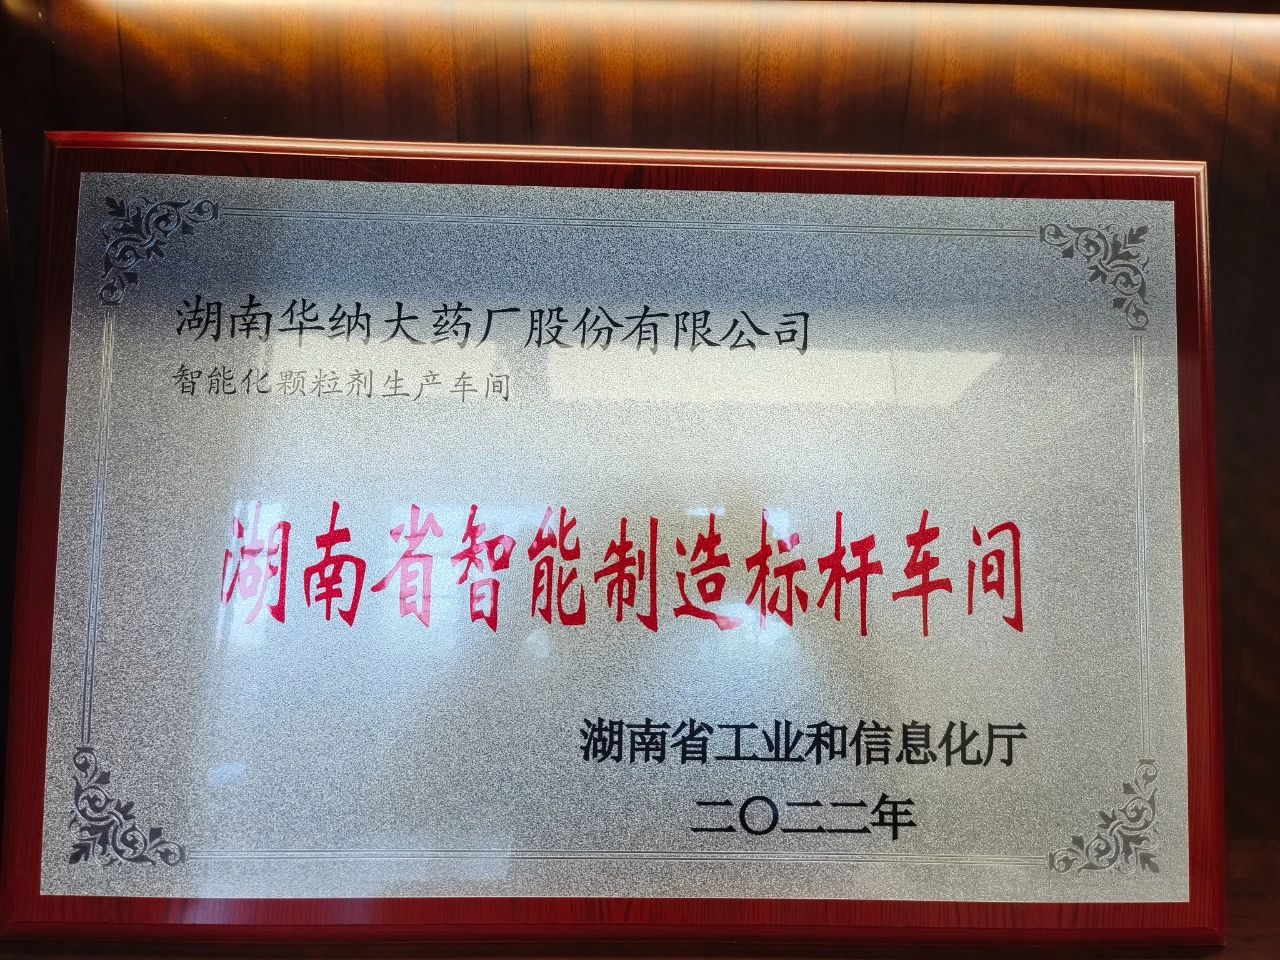 湖南华纳大药厂股份有限公司
智能化颗粒剂生产车间
湖南省智能制造标杆车间
湖南省工业和信息化厅
二〇二二年